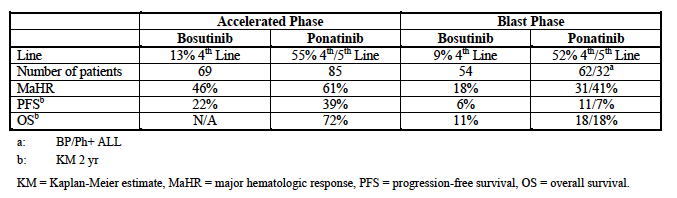 Accelerated Phase Blast Phase
Bosutinib Ponatinib Bosutinib Ponatinib
Line 13% 4th Line 55% 4th/5th Line 9% 4th Line 52% 4th/5th Line
Number of patients 69 85 54 62/32a
MaHR 46% 61% 18% 31/41%
PFSb 22% 39% 6% 11/7%
OSb N/A 72% 11% 18/18%
a: BP/Ph+ ALL
b: KM 2 yr
KM = Kaplan-Meier estimate, MaHR = major hematologic response, PFS = progression-free survival, OS = overall survival.